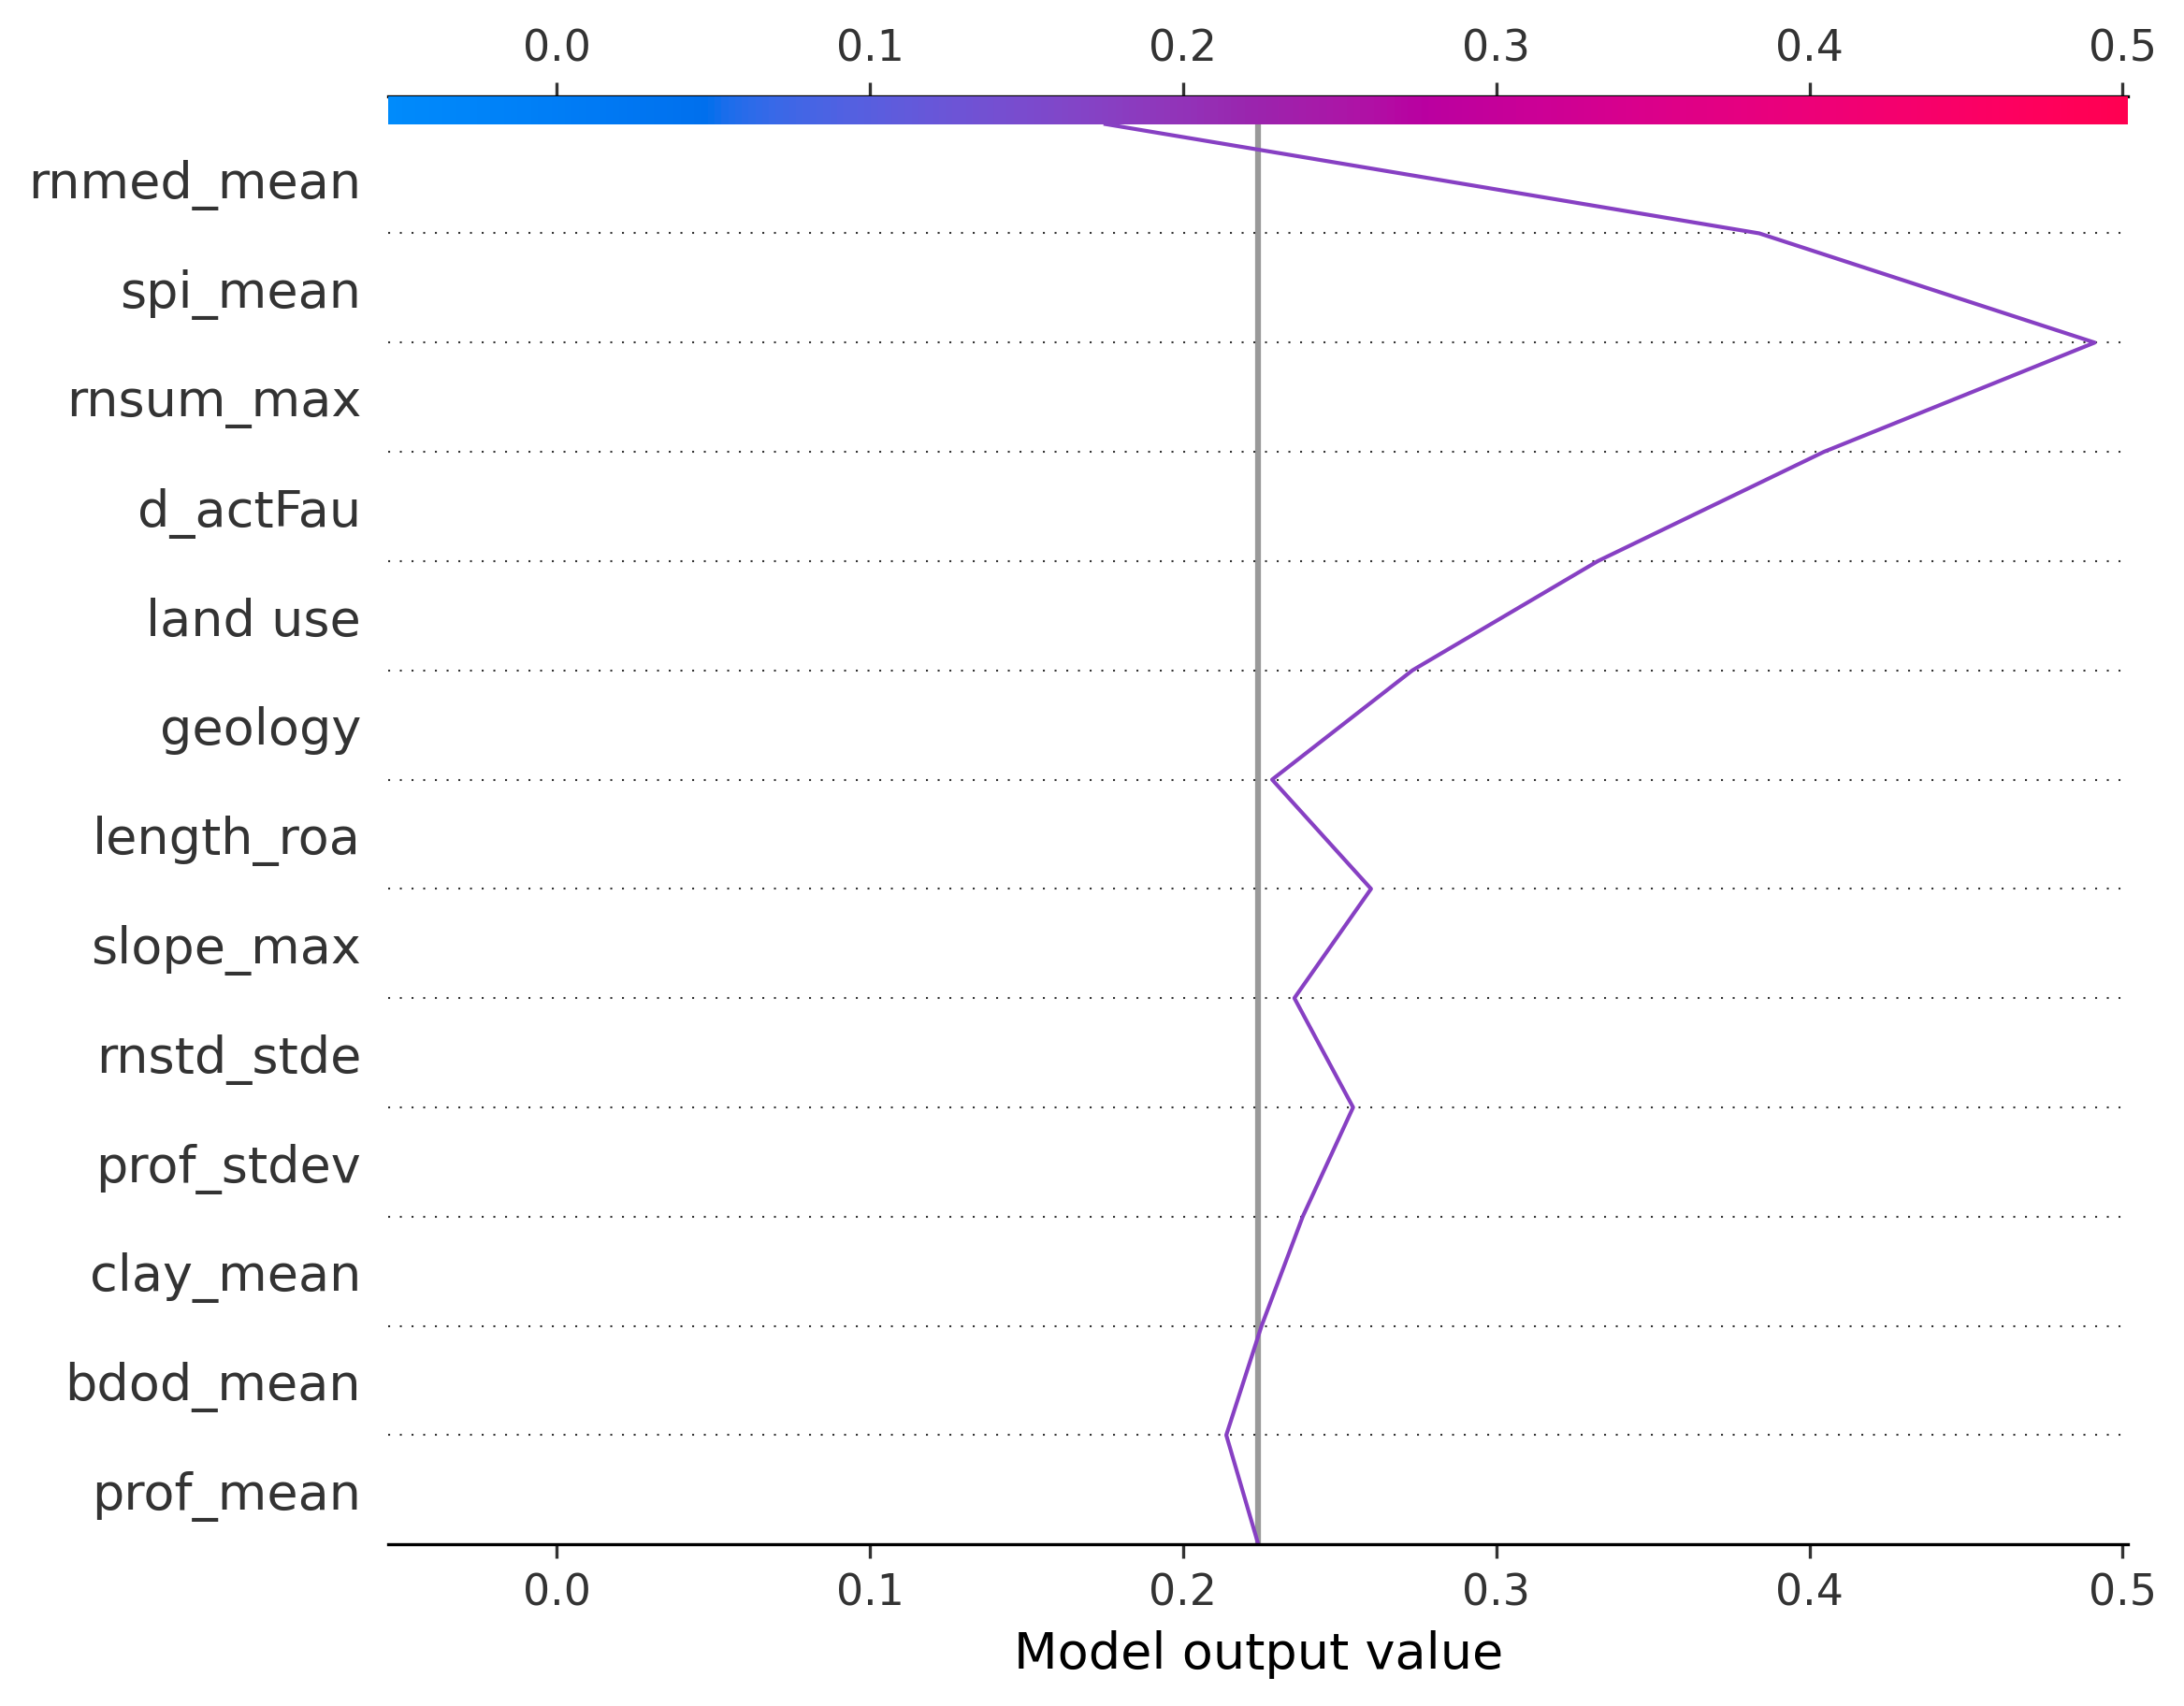 0.0 0.1 0.2 0.3 0.4 0.5
rnmed_mean
spi_mean
rnsum_max
d_actFau
land use
geology
length_roa
slope_max
rnstd_stde
prof_stdev
clay_mean
bdod_mean
prof_mean
0.0 0.1 0.2 0.3 0.4 0.5
Model output value